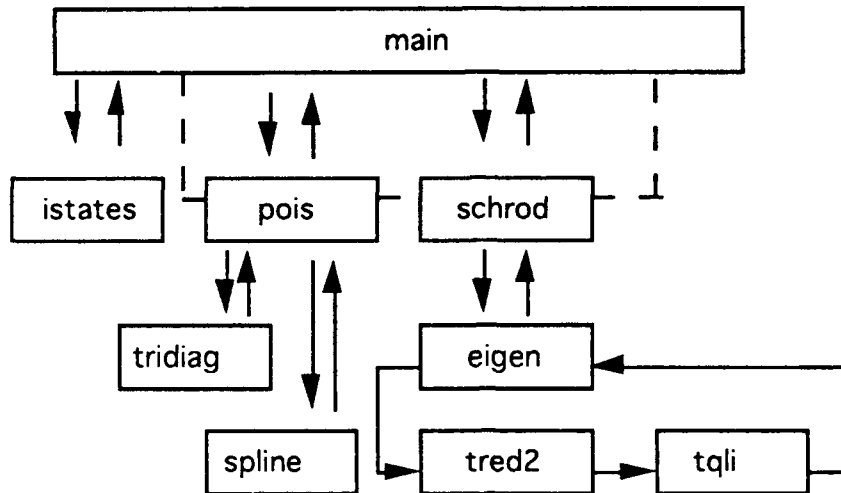 main
istates
pois
schrod
tridiag
eigen
spline
tred2
tqli